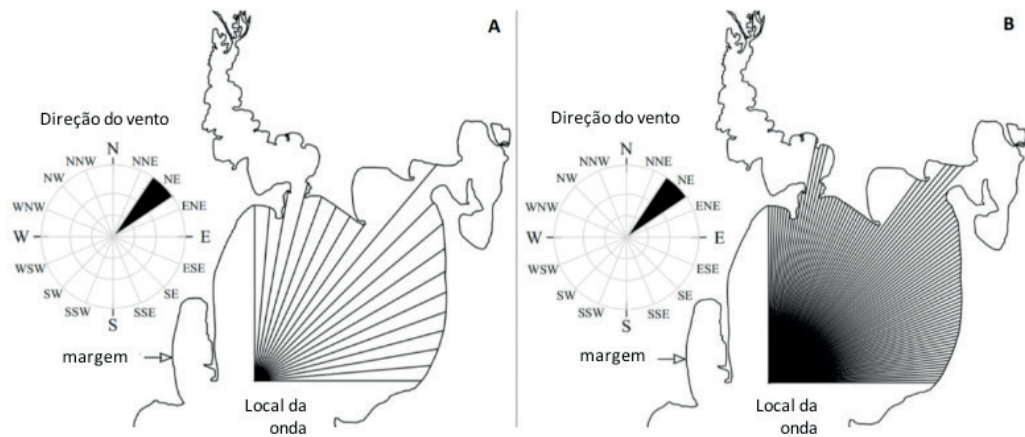 A
Direção do vento
N
NNW
NNE
NW
NE
WNW
ENE
W
E
WSW
ESE
SW
SE
SSW
SSE
S
margem
Local da
onda
B
Direção do vento
N
NNW
NNE
NW
NE
WNW
ENE
W
E
WSW
ESE
SW
SE
SSW
SSE
S
margem
Local da
onda